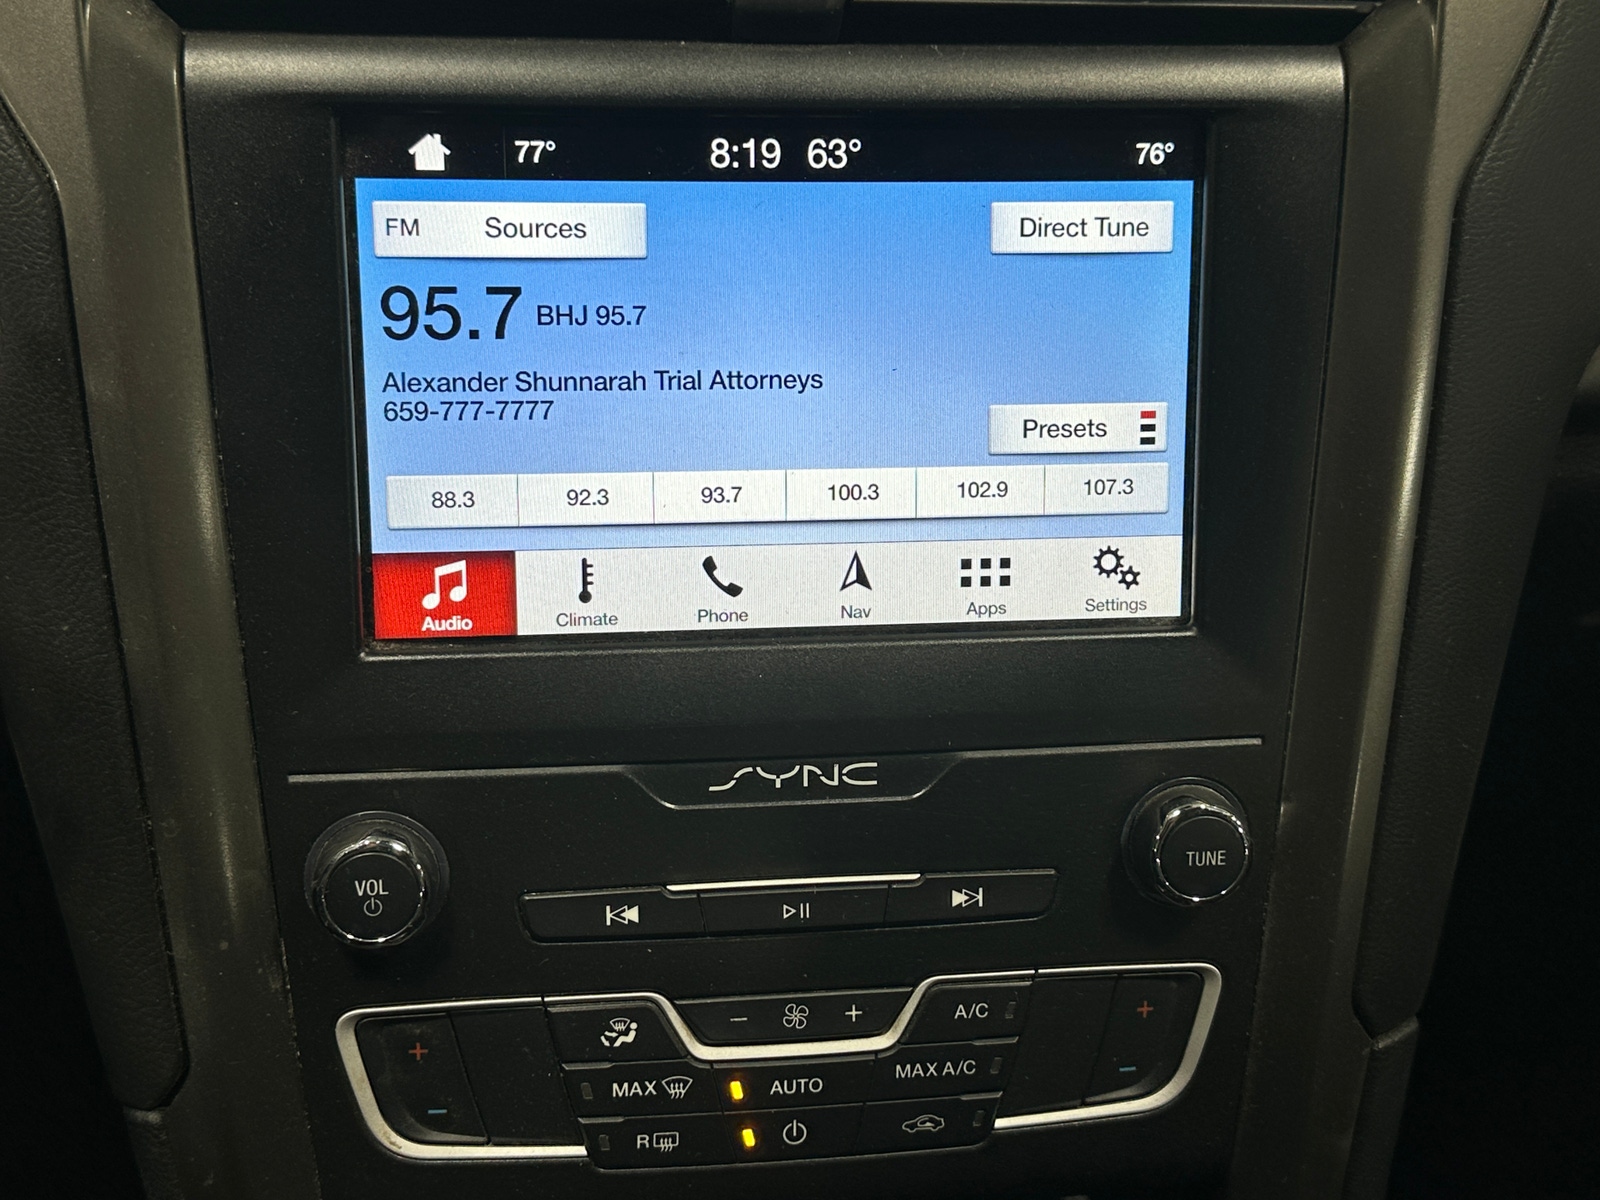 77° 8:19 63° 76°
FM Sources Direct Tune
95.7 BHJ 95.7
Alexander Shunnarah Trial Attorneys
659-777-7777
Presets
88.3 92.3 93.7 100.3 102.9 107.3
Audio Climate Phone Nav Apps Settings
SYNC
VOL
TUNE
− + A/C
+ +
MAX AUTO MAX A/C
− −
R